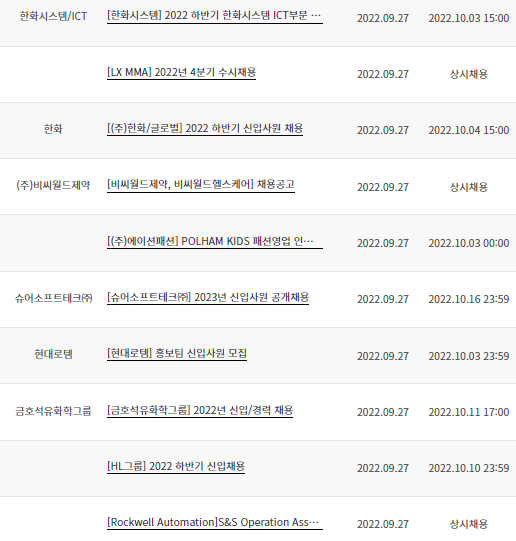 한화시스템/ICT [한화시스템] 2022 하반기 한화시스템 ICT부문 ··· 2022.09.27 2022.10.03 15:00
[LX MMA] 2022년 4분기 수시채용 2022.09.27 상시채용
한화 [(주)한화/글로벌] 2022 하반기 신입사원 채용 2022.09.27 2022.10.04 15:00
(주)비씨월드제약 [비씨월드제약, 비씨월드헬스케어] 채용공고 2022.09.27 상시채용
[(주)에이션패션] POLHAM KIDS 패션영업 인··· 2022.09.27 2022.10.03 00:00
슈어소프트테크㈜ [슈어소프트테크㈜] 2023년 신입사원 공개채용 2022.09.27 2022.10.16 23:59
현대로템 [현대로템] 홍보팀 신입사원 모집 2022.09.27 2022.10.03 23:59
금호석유화학그룹 [금호석유화학그룹] 2022년 신입/경력 채용 2022.09.27 2022.10.11 17:00
[HL그룹] 2022 하반기 신입채용 2022.09.27 2022.10.10 23:59
[Rockwell Automation]S&S Operation Ass··· 2022.09.27 상시채용